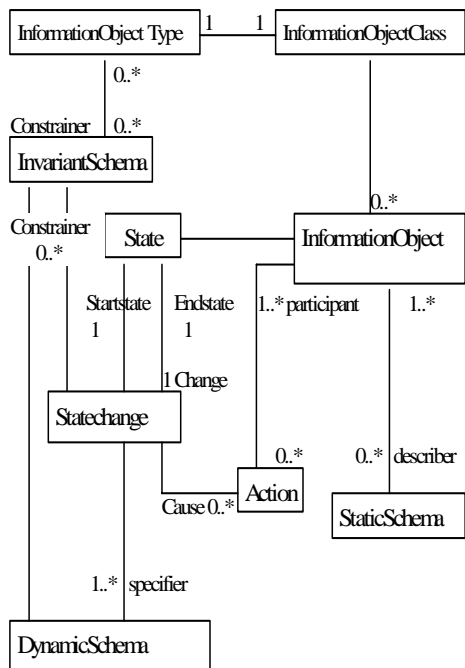 1 1
InformationObject Type InformationObjectClass
0..*
Constrainer 0..*
InvariantSchema
0..*
Constrainer State InformationObject
0..*
Startstate Endstate 1..* participant 1..*
1 1
1 Change
Statechange
0..* 0..* describer
Cause 0..* Action StaticSchema
1..* specifier
DynamicSchema